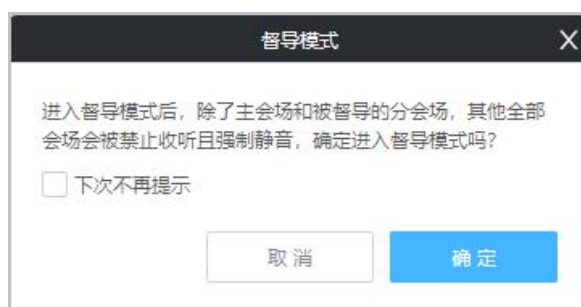 督导模式
进入督导模式后，除了主会场和被督导的分会场，其他全部
会场会被禁止收听且强制静音，确定进入督导模式吗？
下次不再提示
取消
确定